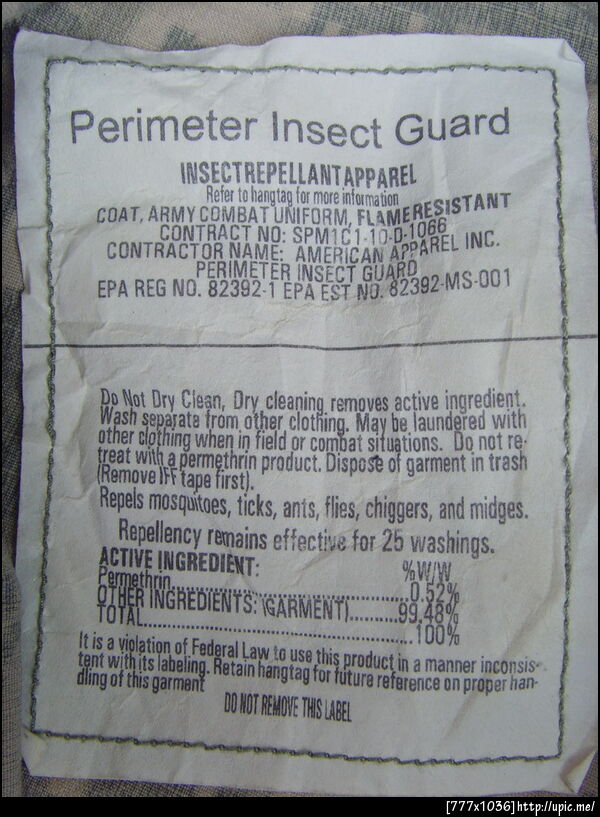 Perimeter Insect Guard
INSECTREPELLANTAPPAREL
Refer to hangtag for more information
COAT, ARMY COMBAT UNIFORM, FLAME RESISTANT
CONTRACT NO: SPM1C1-10-D-1066
CONTRACTOR NAME: AMERICAN APPAREL INC.
PERIMETER INSECT GUARD
EPA REG NO. 82392-1 EPA EST NO. 82392-MS-001
Do Not Dry Clean, Dry cleaning removes active ingredient.
Wash separate from other clothing. May be laundered with
other clothing when in field or combat situations. Do not re-
treat with a permethrin product. Dispose of garment in trash
(Remove IFF tape first).
Repels mosquitoes, ticks, ants, flies, chiggers, and midges.
Repellency remains effective for 25 washings.
ACTIVE INGREDIENT: %W/W
Permethrin..............................0.52%
OTHER INGREDIENTS: (GARMENT)..........99.48%
TOTAL...................................100%
It is a violation of Federal Law to use this product in a manner inconsis-
tent with its labeling. Retain hangtag for future reference on proper han-
dling of this garment
DO NOT REMOVE THIS LABEL
[777x1036]http://upic.me/